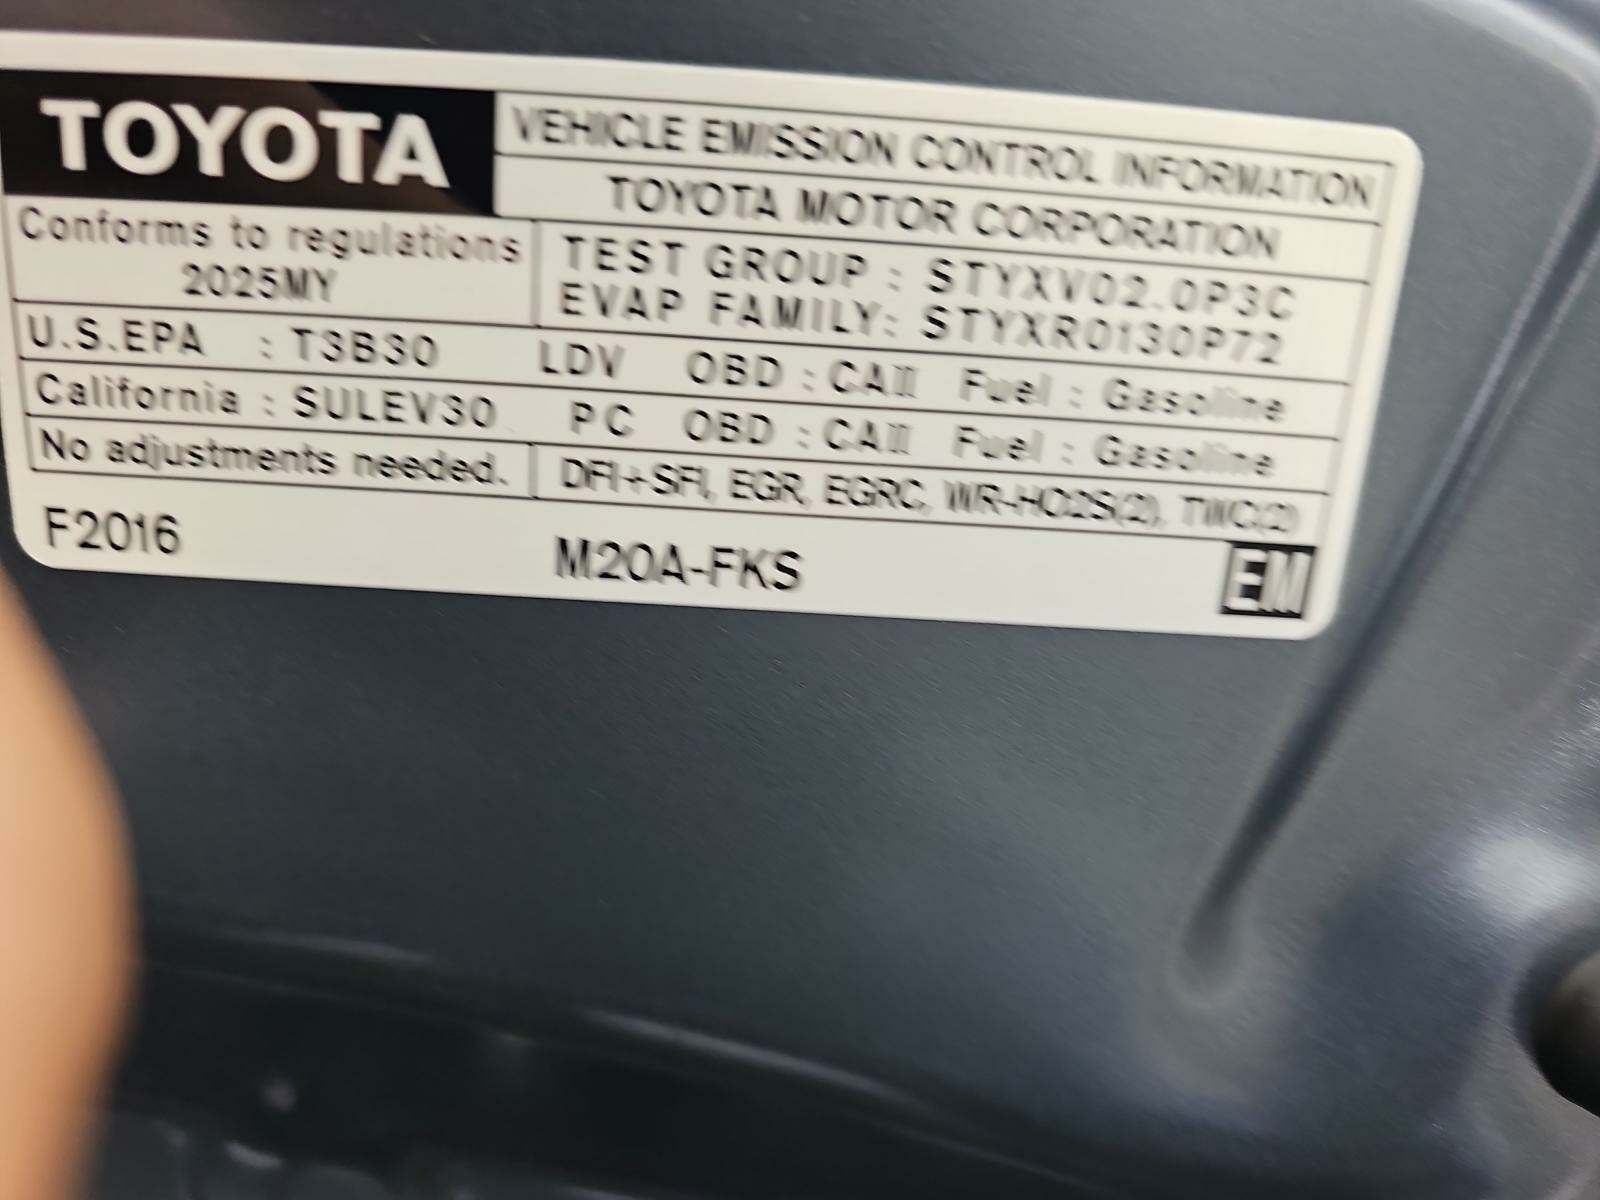 TOYOTA
VEHICLE EMISSION CONTROL INFORMATION
TOYOTA MOTOR CORPORATION
Conforms to regulations
2025MY
TEST GROUP : STYXV02.0P3C
EVAP FAMILY: STYXR0130P72
U.S.EPA : T3B30 LDV OBD : CAII Fuel : Gasoline
California : SULEV30 PC OBD : CAII Fuel : Gasoline
No adjustments needed.
DFI+SFI, EGR, EGRC, WR-HO2S(2), TWC(2)
F2016
M20A-FKS
EM